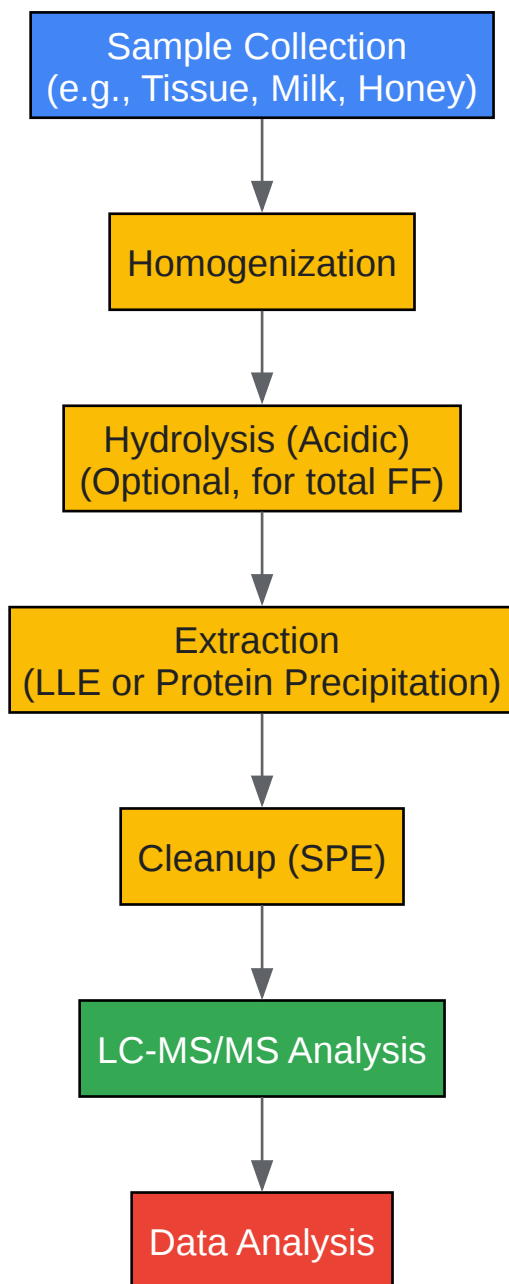 Sample Collection
(e.g., Tissue, Milk, Honey)
Homogenization
Hydrolysis (Acidic)
(Optional, for total FF)
Extraction
(LLE or Protein Precipitation)
Cleanup (SPE)
LC-MS/MS Analysis
Data Analysis